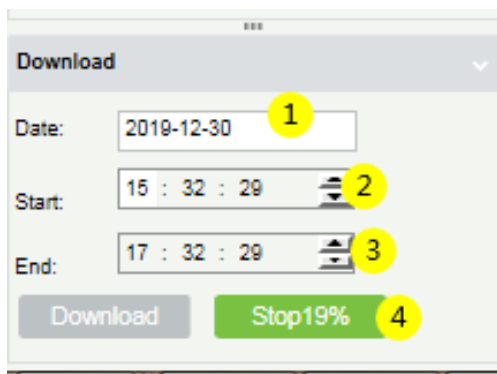 Download
Date: 2019-12-30 1
Start: 15 : 32 : 29 2
End: 17 : 32 : 29 3
Download Stop19% 4